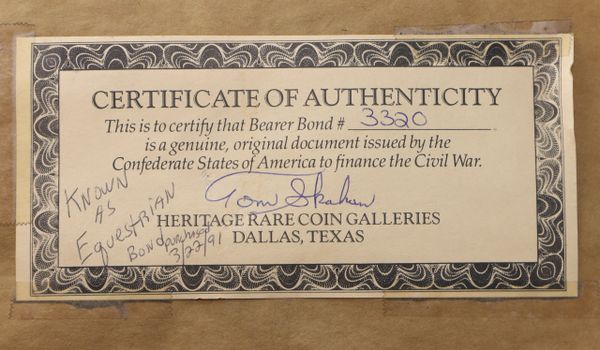 CERTIFICATE OF AUTHENTICITY
This is to certify that Bearer Bond # 3320
is a genuine, original document issued by the
Confederate States of America to finance the Civil War.
Tom
HERITAGE RARE COIN GALLERIES
DALLAS, TEXAS
KNOWN
AS
EQUESTRIAN
BOND purchased
3/22/91